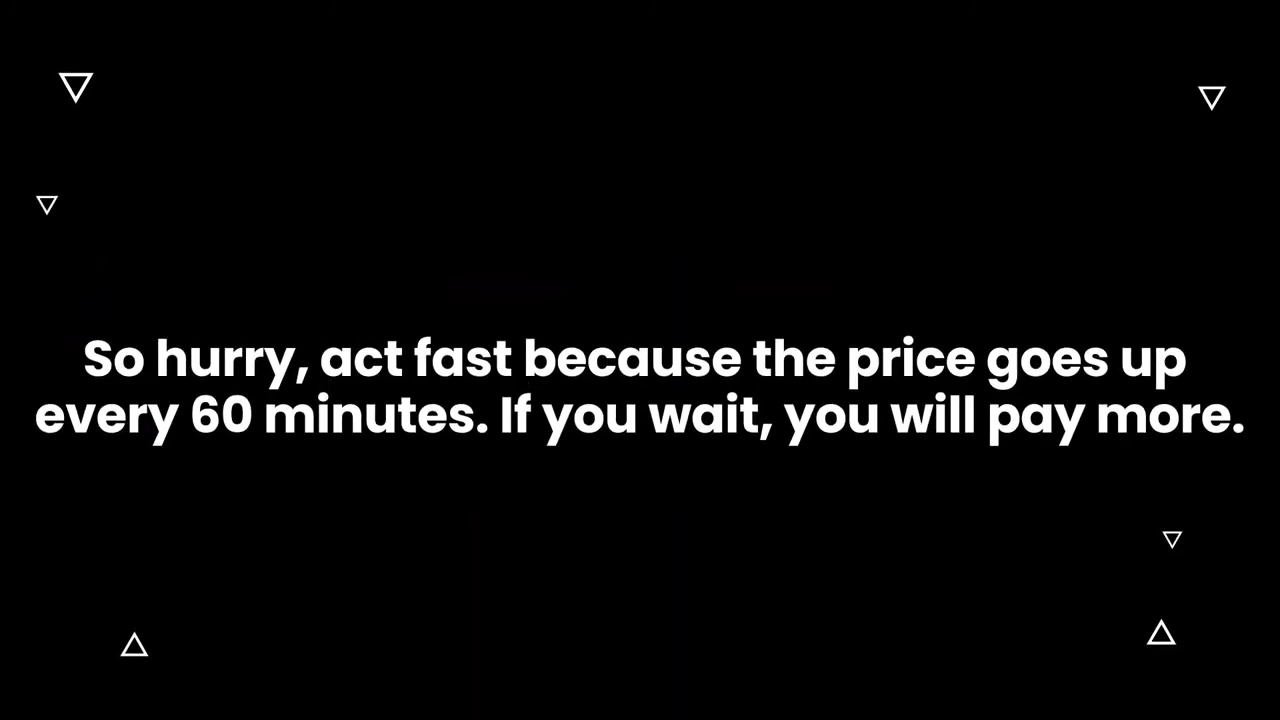 So hurry, act fast because the price goes up
every 60 minutes. If you wait, you will pay more.